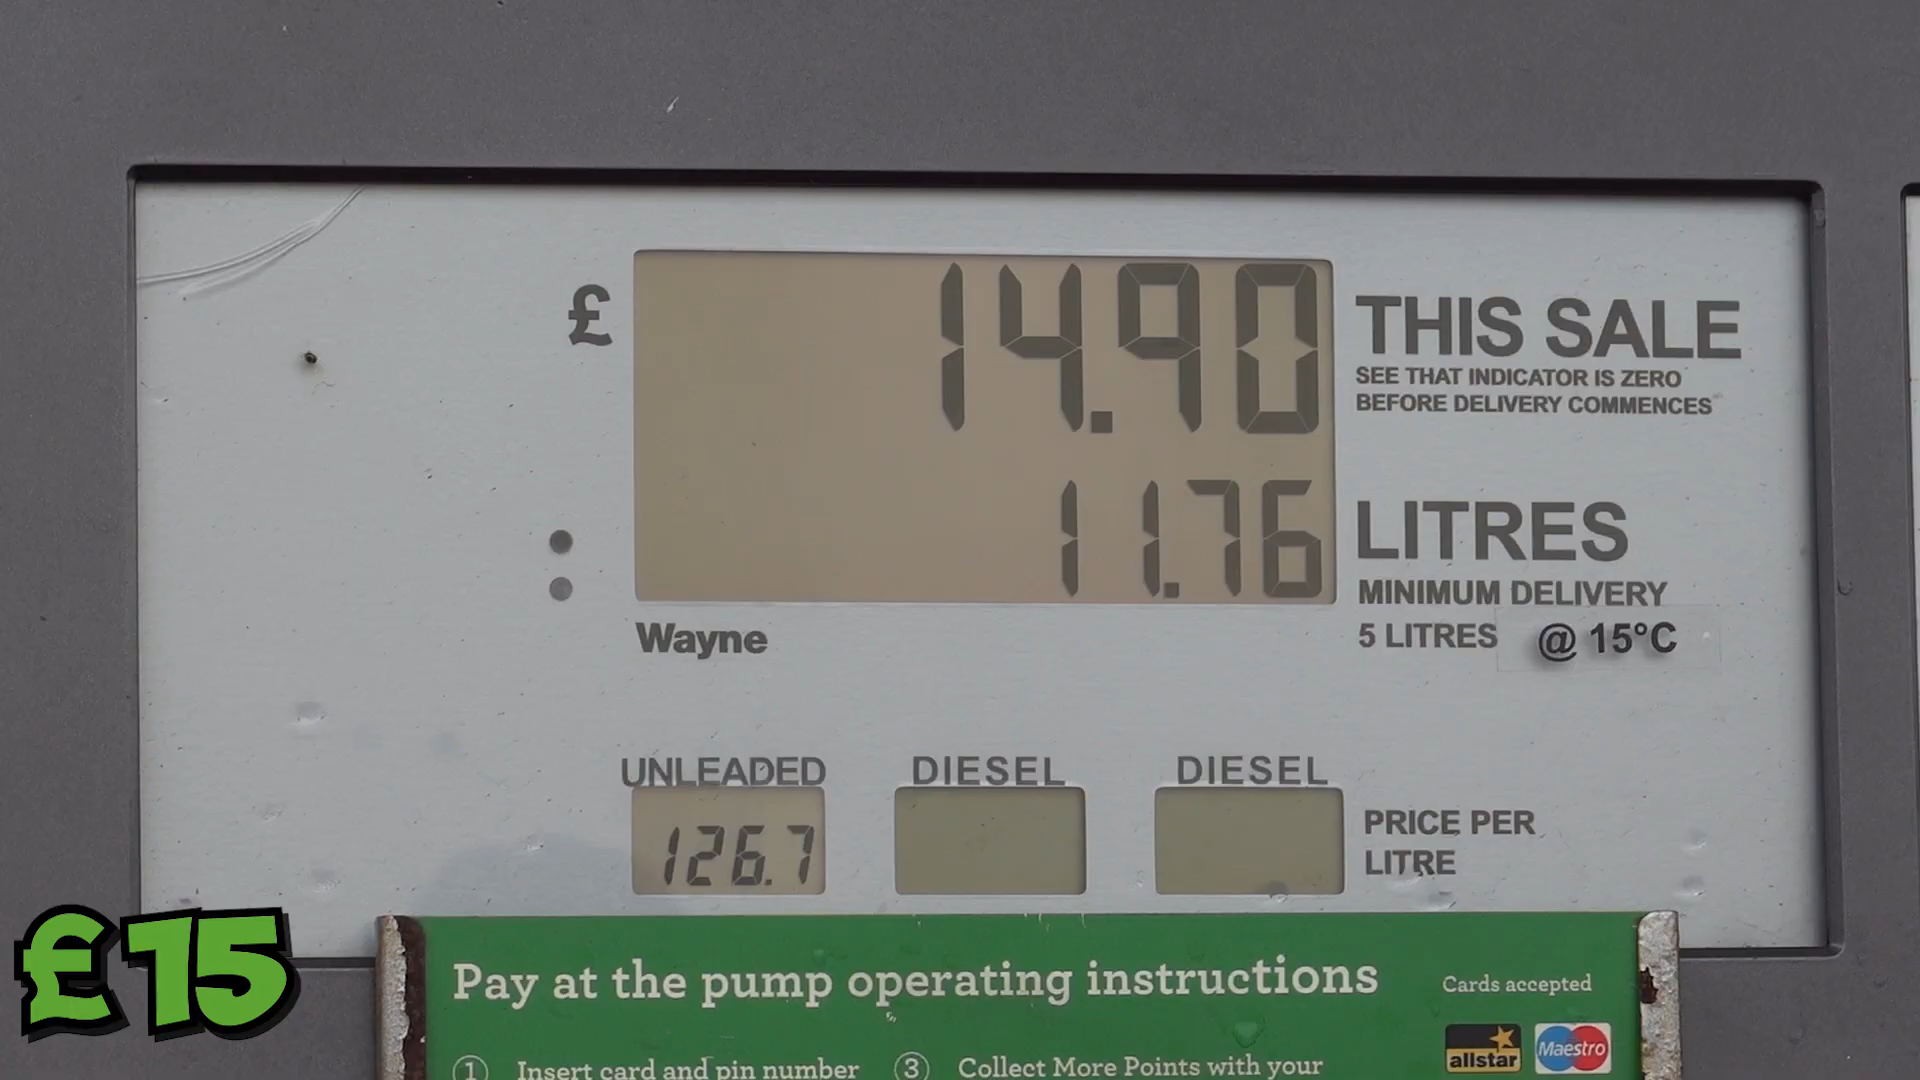 £ 14.90 THIS SALE
SEE THAT INDICATOR IS ZERO
BEFORE DELIVERY COMMENCES
11.76 LITRES
MINIMUM DELIVERY
5 LITRES @ 15°C
Wayne
UNLEADED DIESEL DIESEL
126.7 PRICE PER
LITRE
£15
Pay at the pump operating instructions
Cards accepted
1 Insert card and pin number
3 Collect More Points with your
allstar Maestro